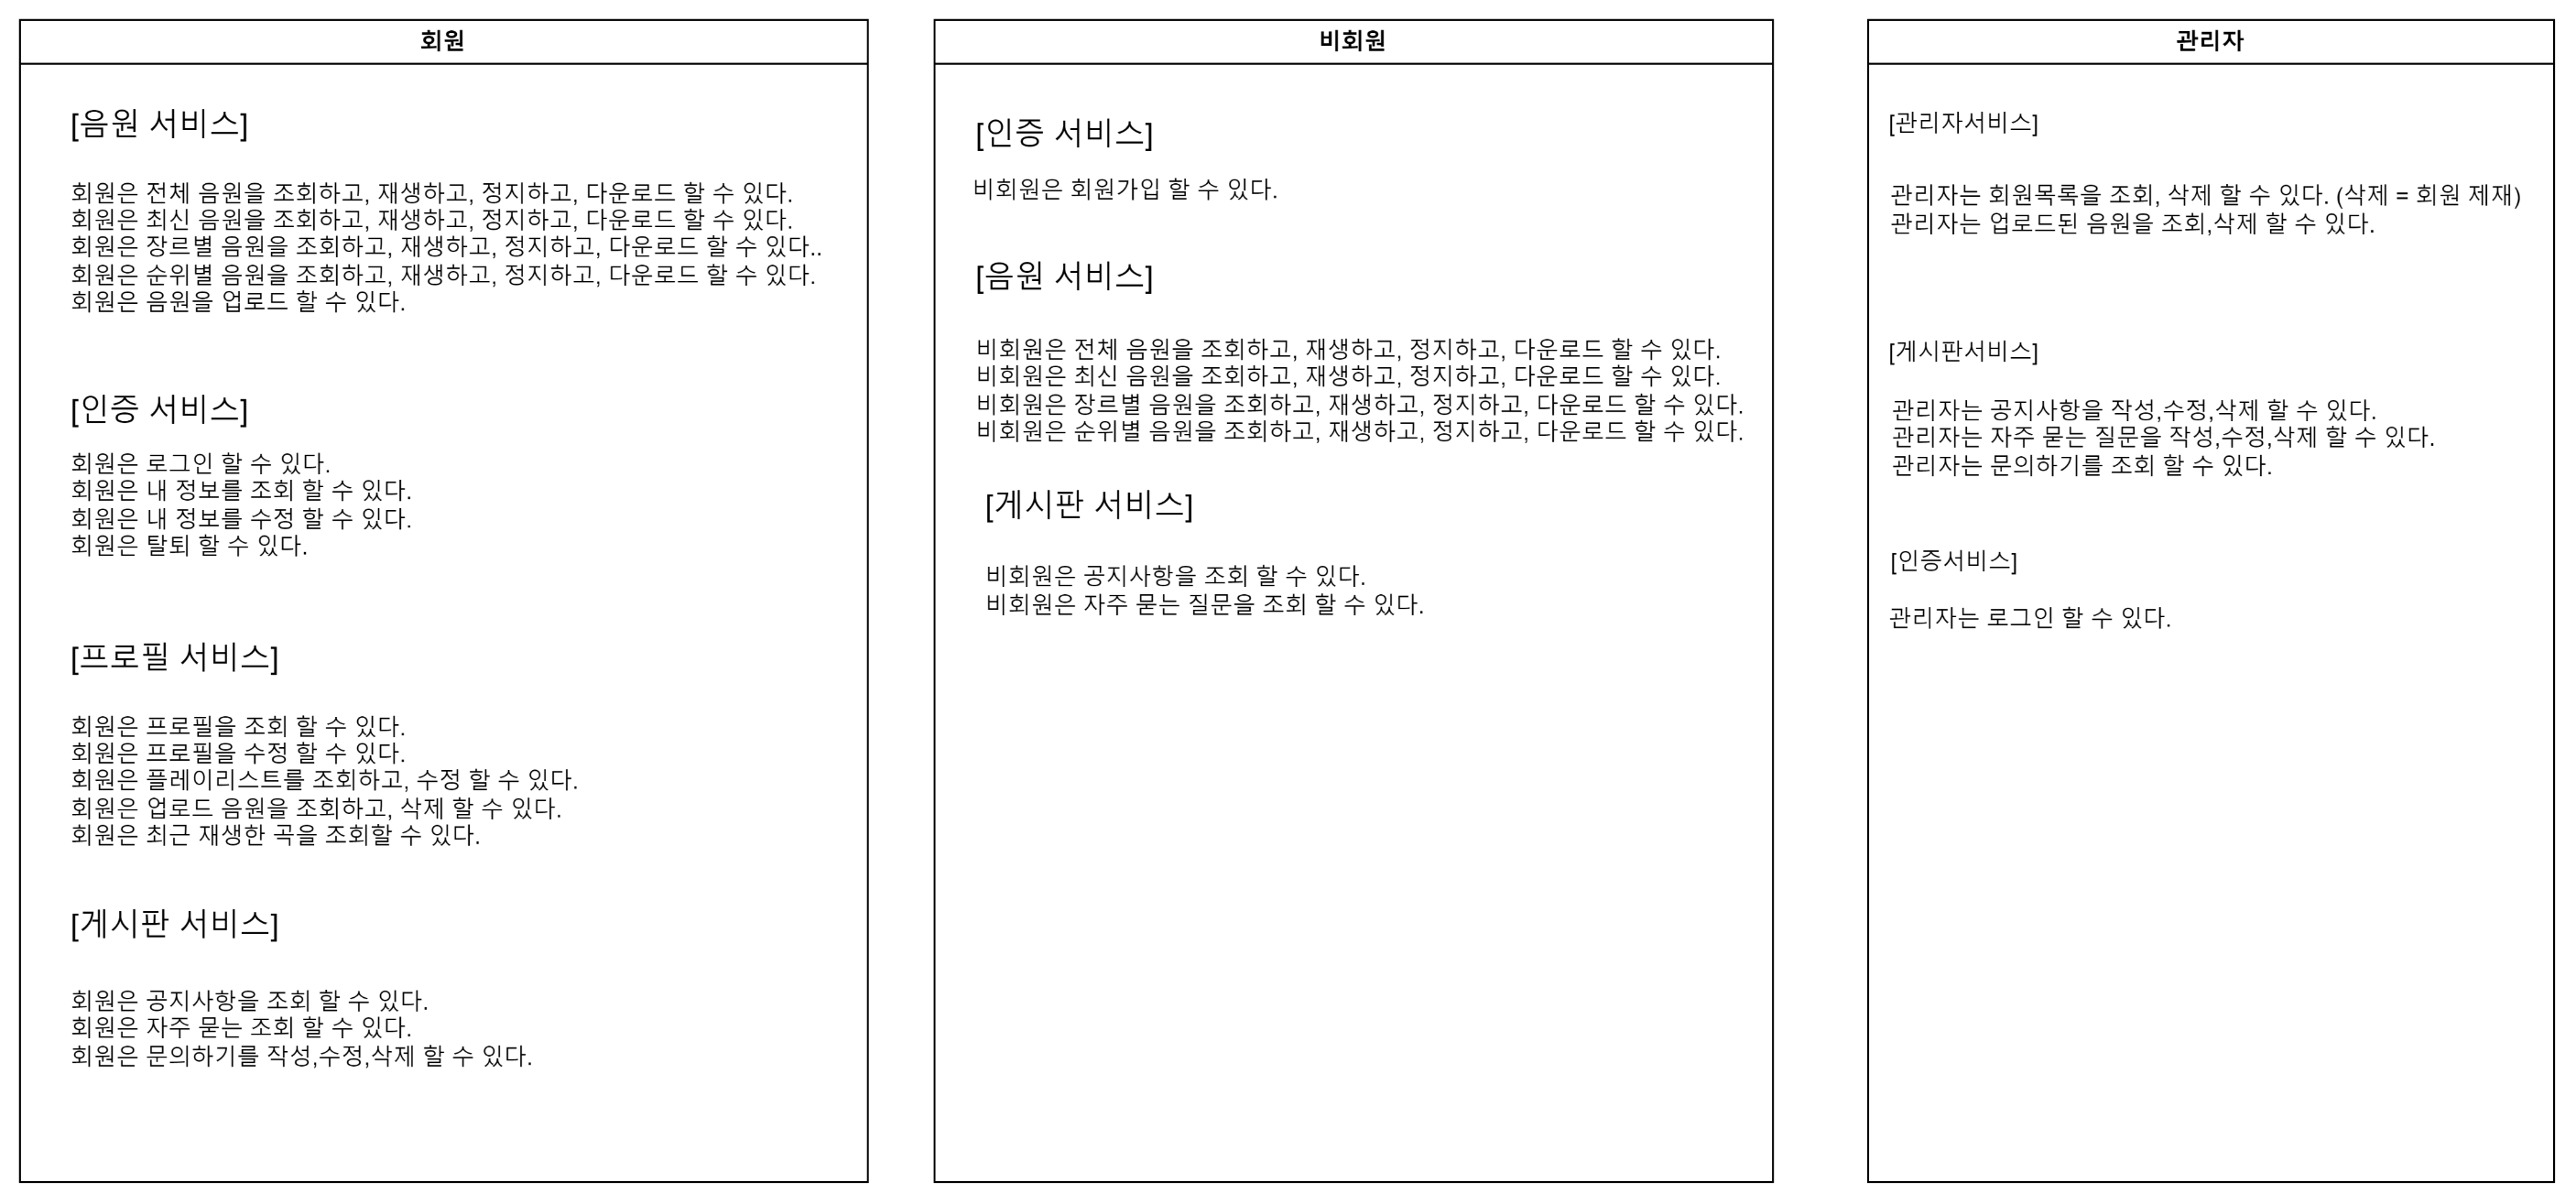 회원
[음원 서비스]
회원은 전체 음원을 조회하고, 재생하고, 정지하고, 다운로드 할 수 있다.
회원은 최신 음원을 조회하고, 재생하고, 정지하고, 다운로드 할 수 있다.
회원은 장르별 음원을 조회하고, 재생하고, 정지하고, 다운로드 할 수 있다..
회원은 순위별 음원을 조회하고, 재생하고, 정지하고, 다운로드 할 수 있다.
회원은 음원을 업로드 할 수 있다.
[인증 서비스]
회원은 로그인 할 수 있다.
회원은 내 정보를 조회 할 수 있다.
회원은 내 정보를 수정 할 수 있다.
회원은 탈퇴 할 수 있다.
[프로필 서비스]
회원은 프로필을 조회 할 수 있다.
회원은 프로필을 수정 할 수 있다.
회원은 플레이리스트를 조회하고, 수정 할 수 있다.
회원은 업로드 음원을 조회하고, 삭제 할 수 있다.
회원은 최근 재생한 곡을 조회할 수 있다.
[게시판 서비스]
회원은 공지사항을 조회 할 수 있다.
회원은 자주 묻는 조회 할 수 있다.
회원은 문의하기를 작성,수정,삭제 할 수 있다.
비회원
[인증 서비스]
비회원은 회원가입 할 수 있다.
[음원 서비스]
비회원은 전체 음원을 조회하고, 재생하고, 정지하고, 다운로드 할 수 있다.
비회원은 최신 음원을 조회하고, 재생하고, 정지하고, 다운로드 할 수 있다.
비회원은 장르별 음원을 조회하고, 재생하고, 정지하고, 다운로드 할 수 있다.
비회원은 순위별 음원을 조회하고, 재생하고, 정지하고, 다운로드 할 수 있다.
[게시판 서비스]
비회원은 공지사항을 조회 할 수 있다.
비회원은 자주 묻는 질문을 조회 할 수 있다.
관리자
[관리자서비스]
관리자는 회원목록을 조회, 삭제 할 수 있다. (삭제 = 회원 제재)
관리자는 업로드된 음원을 조회,삭제 할 수 있다.
[게시판서비스]
관리자는 공지사항을 작성,수정,삭제 할 수 있다.
관리자는 자주 묻는 질문을 작성,수정,삭제 할 수 있다.
관리자는 문의하기를 조회 할 수 있다.
[인증서비스]
관리자는 로그인 할 수 있다.